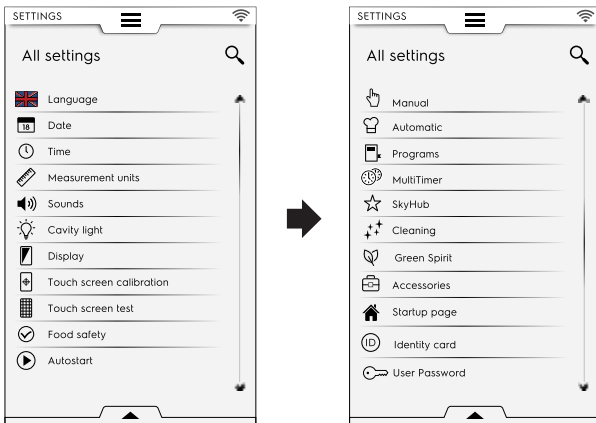 SETTINGS
All settings
Language
18 Date
Time
Measurement units
Sounds
Cavity light
Display
Touch screen calibration
Touch screen test
Food safety
Autostart
SETTINGS
All settings
Manual
Automatic
Programs
MultiTimer
SkyHub
Cleaning
Green Spirit
Accessories
Startup page
ID Identity card
User Password